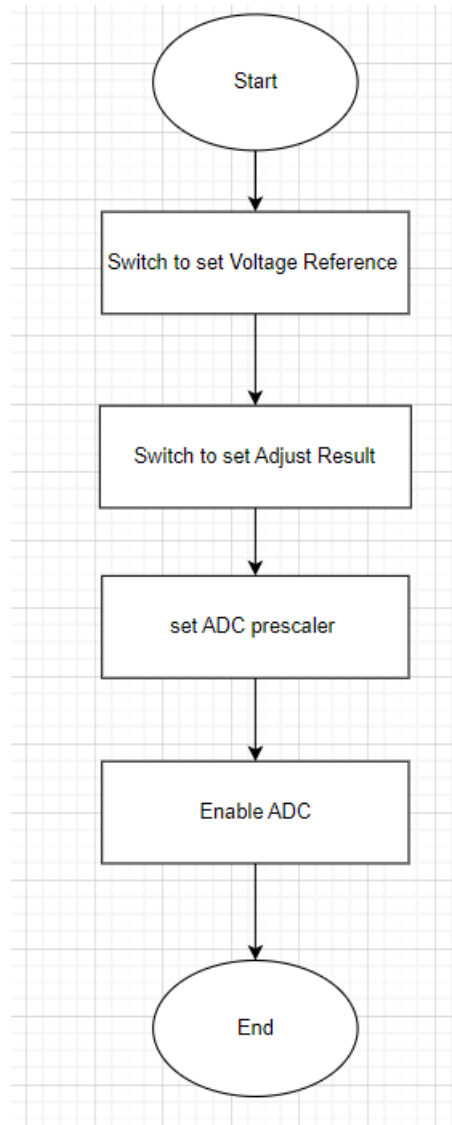 Start
Switch to set Voltage Reference
Switch to set Adjust Result
set ADC prescaler
Enable ADC
End